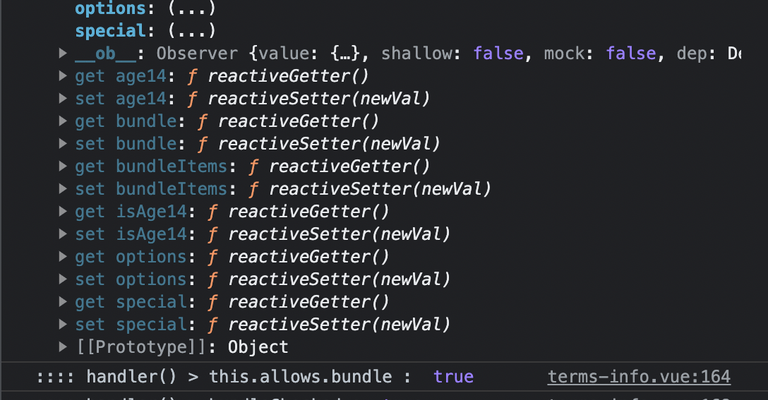 options: (...)
special: (...)
▶ __ob__: Observer {value: {…}, shallow: false, mock: false, dep: De
▶ get age14: ƒ reactiveGetter()
▶ set age14: ƒ reactiveSetter(newVal)
▶ get bundle: ƒ reactiveGetter()
▶ set bundle: ƒ reactiveSetter(newVal)
▶ get bundleItems: ƒ reactiveGetter()
▶ set bundleItems: ƒ reactiveSetter(newVal)
▶ get isAge14: ƒ reactiveGetter()
▶ set isAge14: ƒ reactiveSetter(newVal)
▶ get options: ƒ reactiveGetter()
▶ set options: ƒ reactiveSetter(newVal)
▶ get special: ƒ reactiveGetter()
▶ set special: ƒ reactiveSetter(newVal)
▶ [[Prototype]]: Object
:::: handler() > this.allows.bundle : true terms-info.vue:164